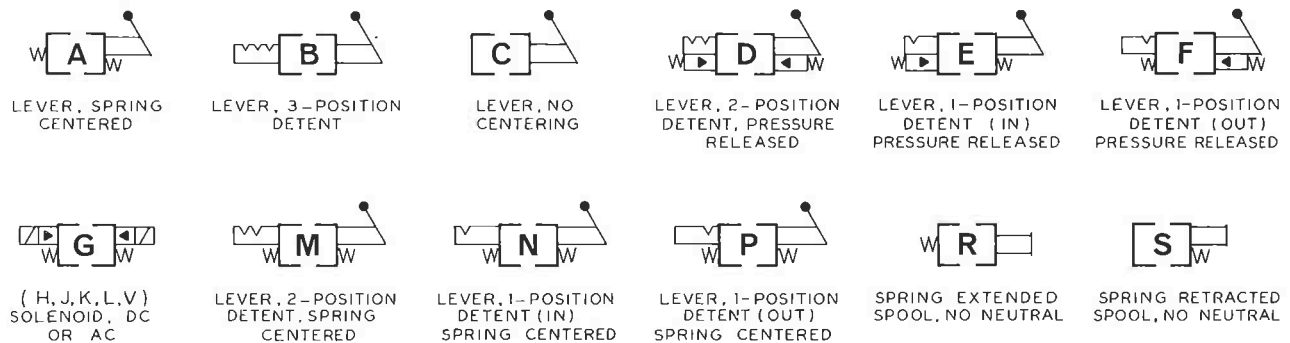 A
B
C
D
E
F
LEVER, SPRING
CENTERED
LEVER, 3-POSITION
DETENT
LEVER, NO
CENTERING
LEVER, 2-POSITION
DETENT, PRESSURE
RELEASED
LEVER, 1-POSITION
DETENT (IN)
PRESSURE RELEASED
LEVER, 1-POSITION
DETENT (OUT)
PRESSURE RELEASED
G
M
N
P
R
S
(H, J, K, L, V)
SOLENOID, DC
OR AC
LEVER, 2-POSITION
DETENT, SPRING
CENTERED
LEVER, 1-POSITION
DETENT (IN)
SPRING CENTERED
LEVER, 1-POSITION
DETENT (OUT)
SPRING CENTERED
SPRING EXTENDED
SPOOL, NO NEUTRAL
SPRING RETRACTED
SPOOL, NO NEUTRAL